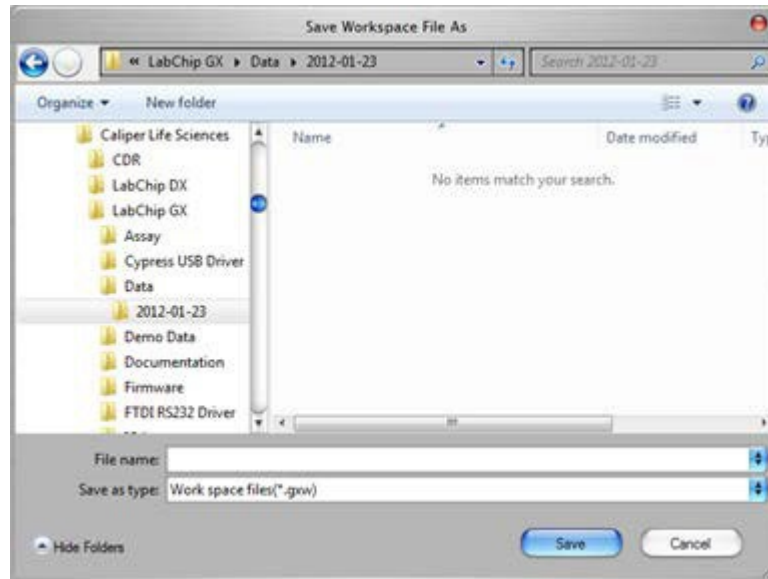 Save Workspace File As
« LabChip GX ▸ Data ▸ 2012-01-23
Search 2012-01-23
Organize
New folder
Caliper Life Sciences
CDR
LabChip DX
LabChip GX
Assay
Cypress USB Driver
Data
2012-01-23
Demo Data
Documentation
Firmware
FTDI RS232 Driver
Name
Date modified
Ty
No items match your search.
File name:
Save as type: Work space files(*.gxw)
Hide Folders
Save
Cancel